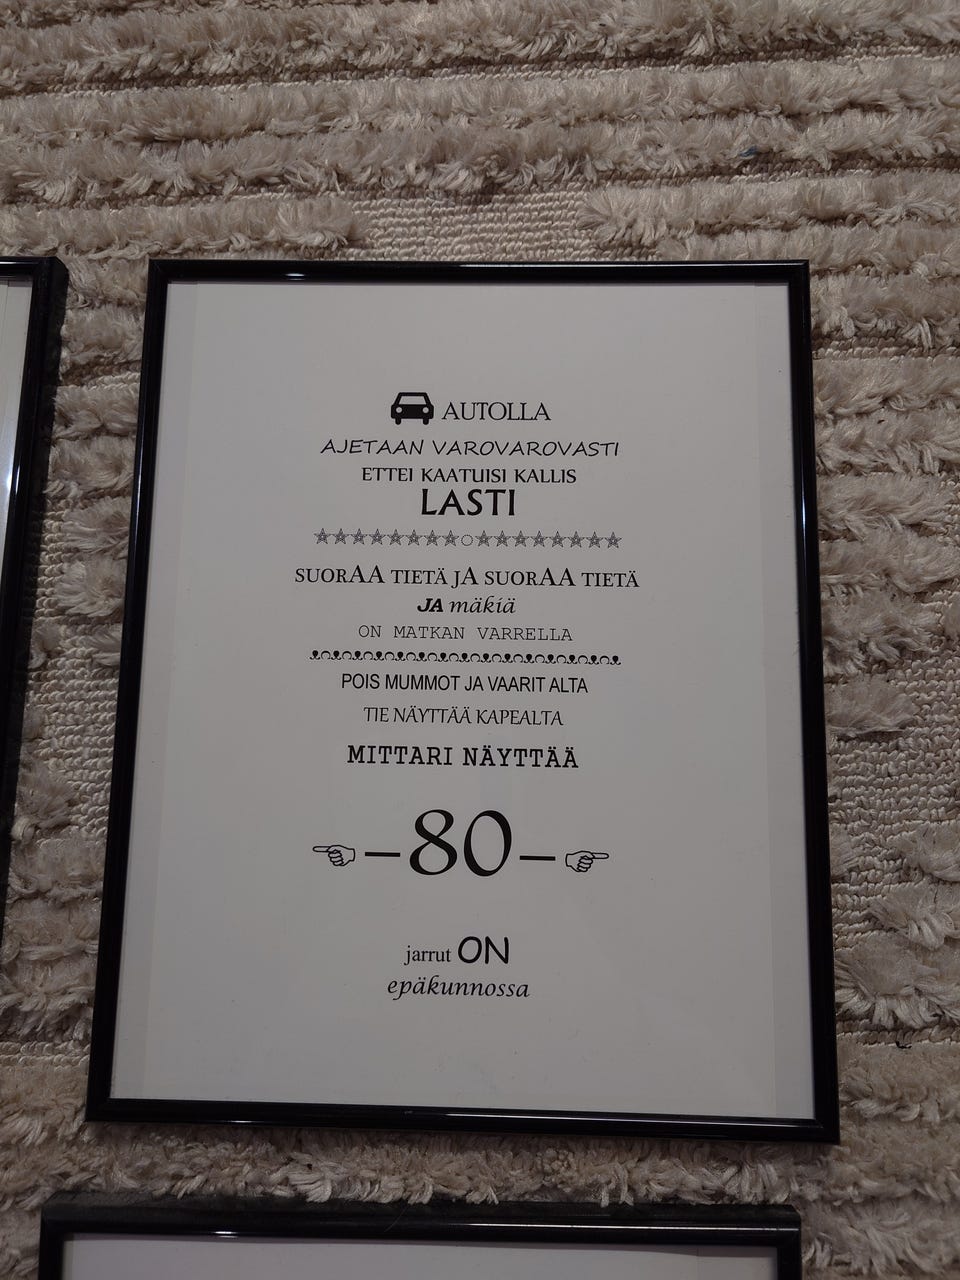 AUTOLLA
AJETAAN VAROVAROVASTI
ETTEI KAATUISI KALLIS
LASTI
SUORAA TIETÄ JA SUORAA TIETÄ
JA mäkiä
ON MATKAN VARRELLA
POIS MUMMOT JA VAARIT ALTA
TIE NÄYTTÄÄ KAPEALTA
MITTARI NÄYTTÄÄ
–80–
jarrut ON
epäkunnossa